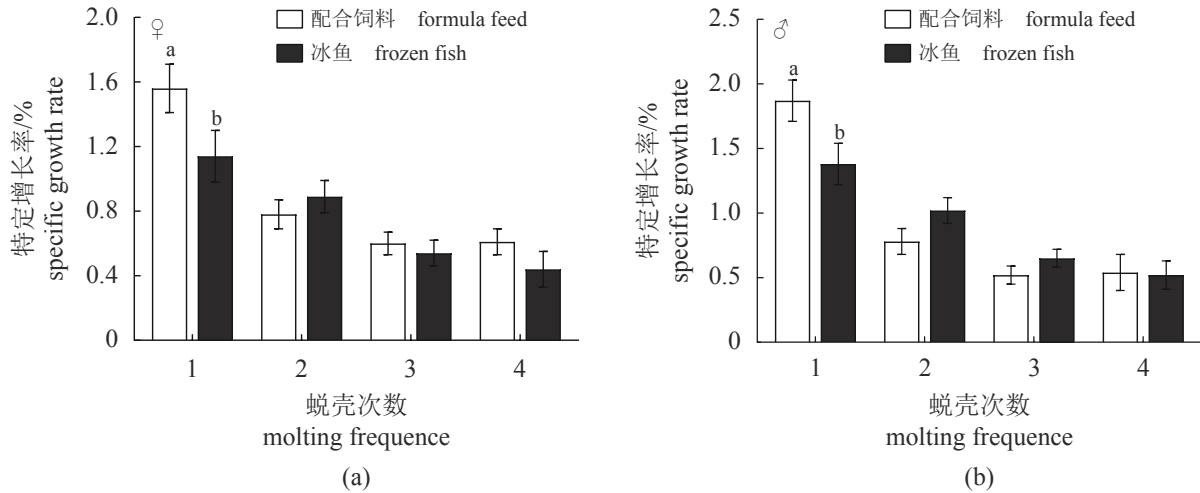 2.0
1.6
1.2
0.8
0.4
0
特定增长率/%
specific growth rate
♀
配合饲料 formula feed
冰鱼 frozen fish
a
b
1 2 3 4
蜕壳次数
molting frequence
(a)
2.5
2.0
1.5
1.0
0.5
0
特定增长率/%
specific growth rate
♂
配合饲料 formula feed
冰鱼 frozen fish
a
b
1 2 3 4
蜕壳次数
molting frequence
(b)